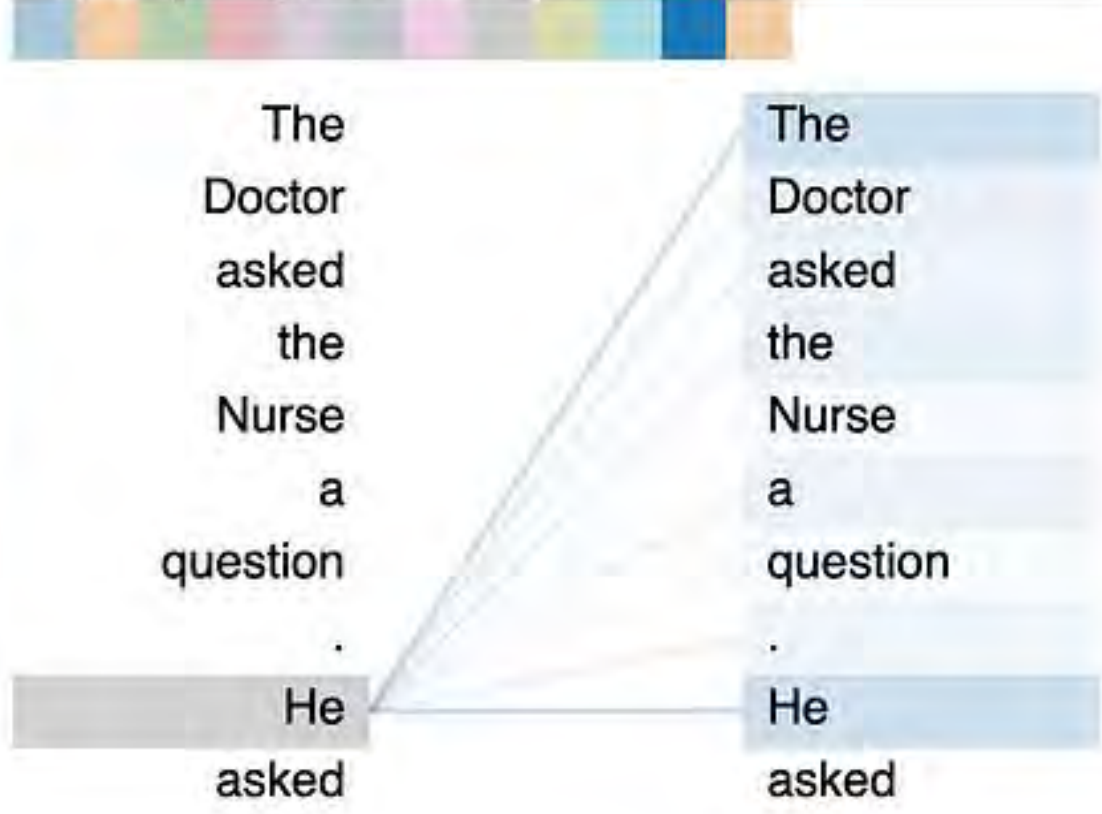 The The
Doctor Doctor
asked asked
the the
Nurse Nurse
a a
question question
. .
He He
asked asked